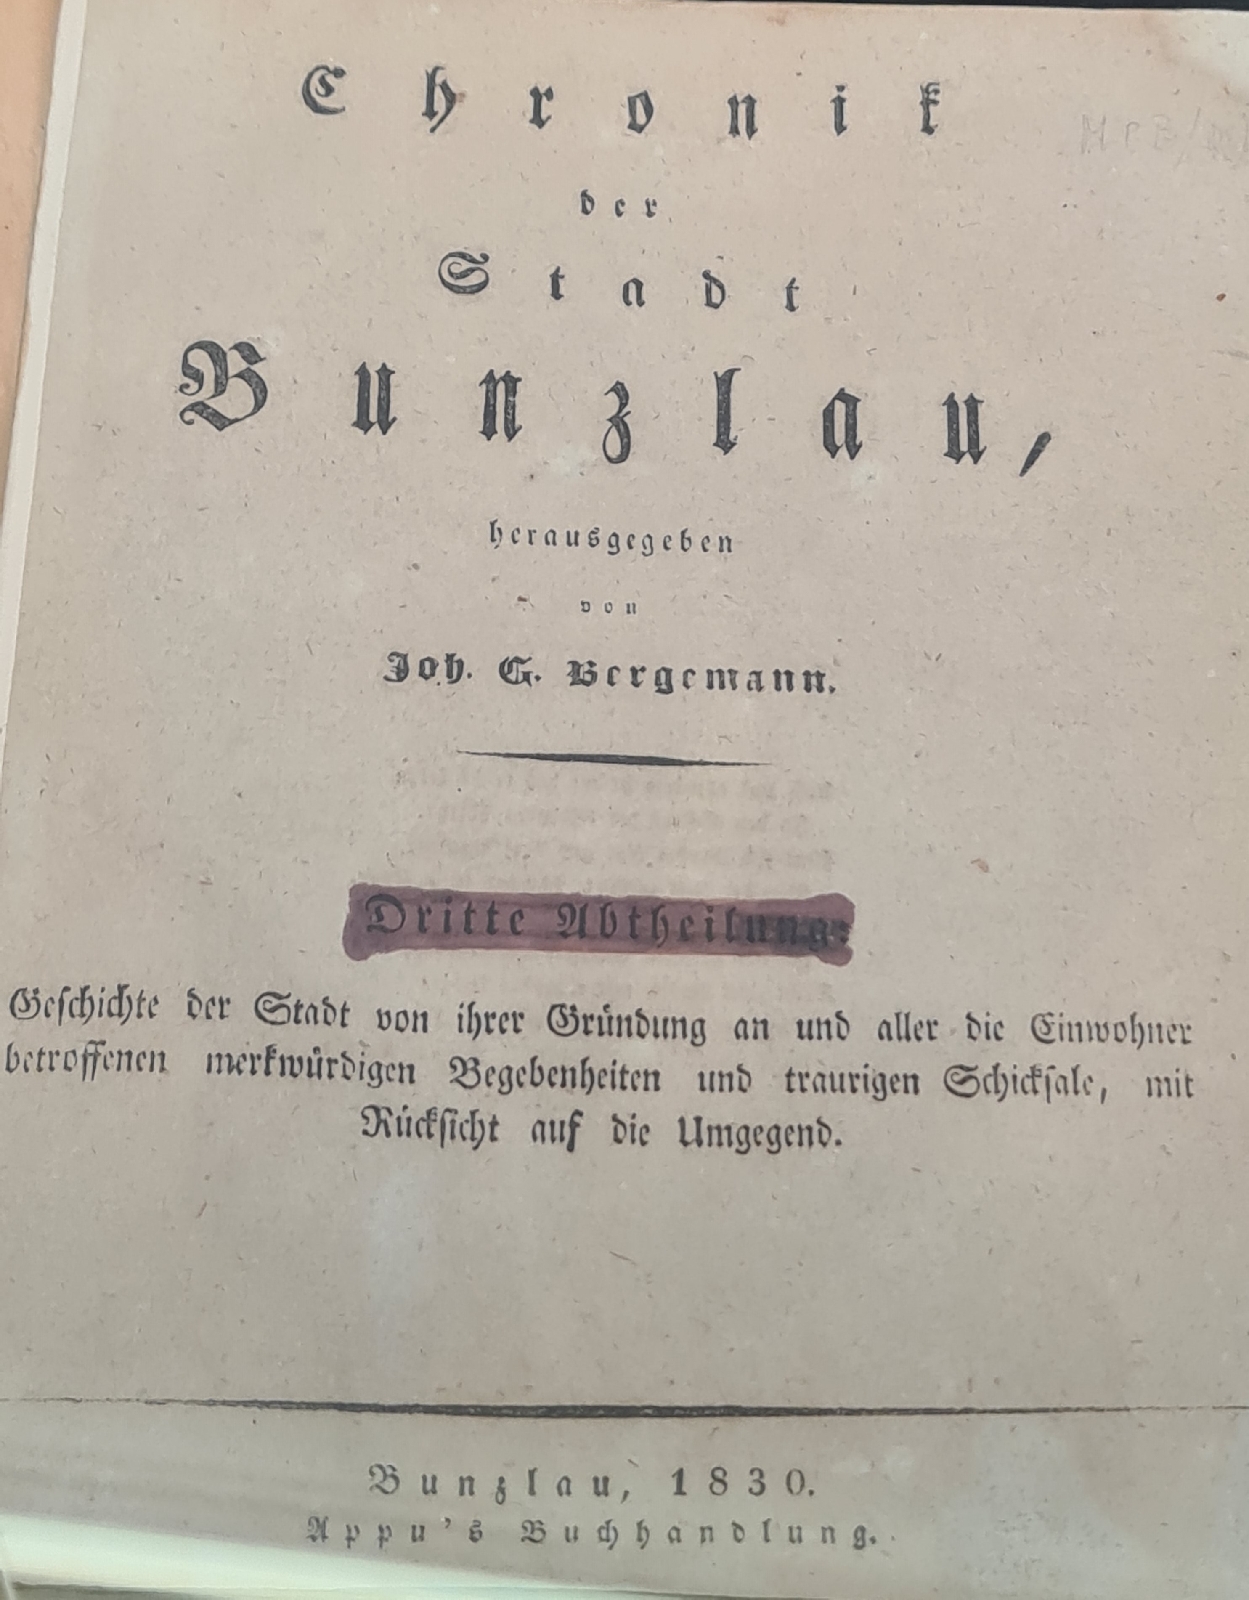 Chronik
der
Stadt
Bunzlau,
herausgegeben
von
Joh. G. Bergemann.
Dritte Abtheilung.
Geschichte der Stadt von ihrer Gründung an und aller die Einwohner
betroffenen merkwürdigen Begebenheiten und traurigen Schicksale, mit
Rücksicht auf die Umgegend.
Bunzlau, 1830.
Appu's Buchhandlung.